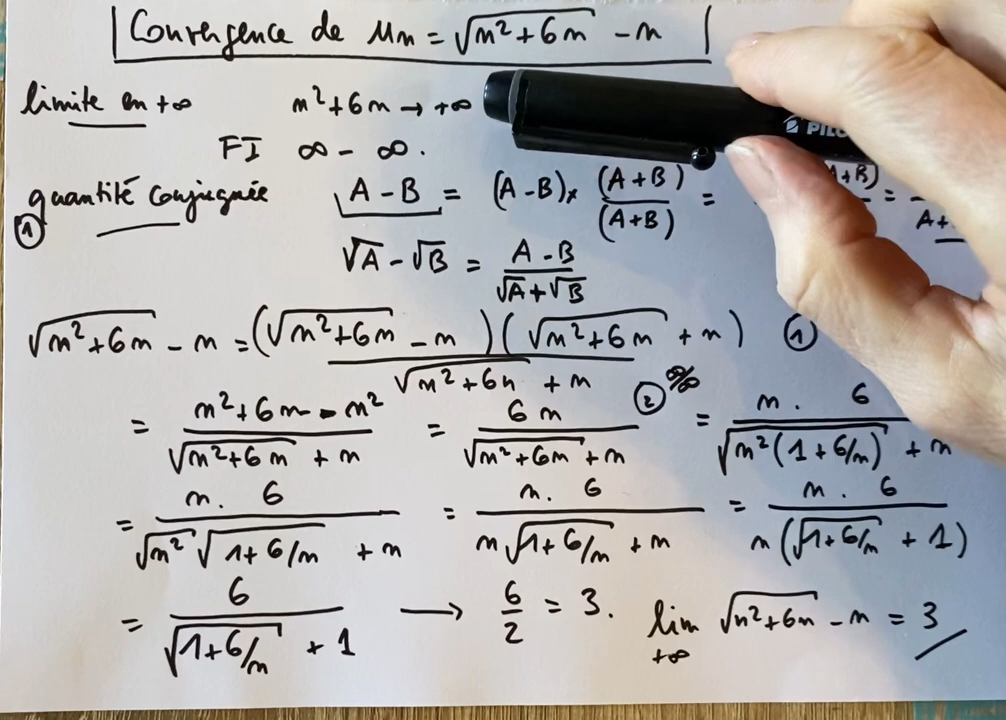 Convergence de Un = √(n²+6n) - n
limite en +∞ n²+6n → +∞
FI ∞ - ∞.
quantité conjuguée A - B = (A-B)x (A+B)/(A+B) =
① √A - √B = (A - B)/(√A+√B)
√(n²+6n) - n = (√(n²+6n) - n)(√(n²+6n) + n)/(√(n²+6n) + n) ①
= (n²+6n - n²)/(√(n²+6n) + n) = 6n/(√(n²+6n) + n) ② ∞/∞ = n. 6/(√(n²(1+6/n)) + n)
= n. 6/(√n² √(1+6/n) + n) = n. 6/(n√(1+6/n) + n) = n. 6/(n(√(1+6/n) + 1))
= 6/(√(1+6/n) + 1) → 6/2 = 3. lim +∞ √(n²+6n) - n = 3